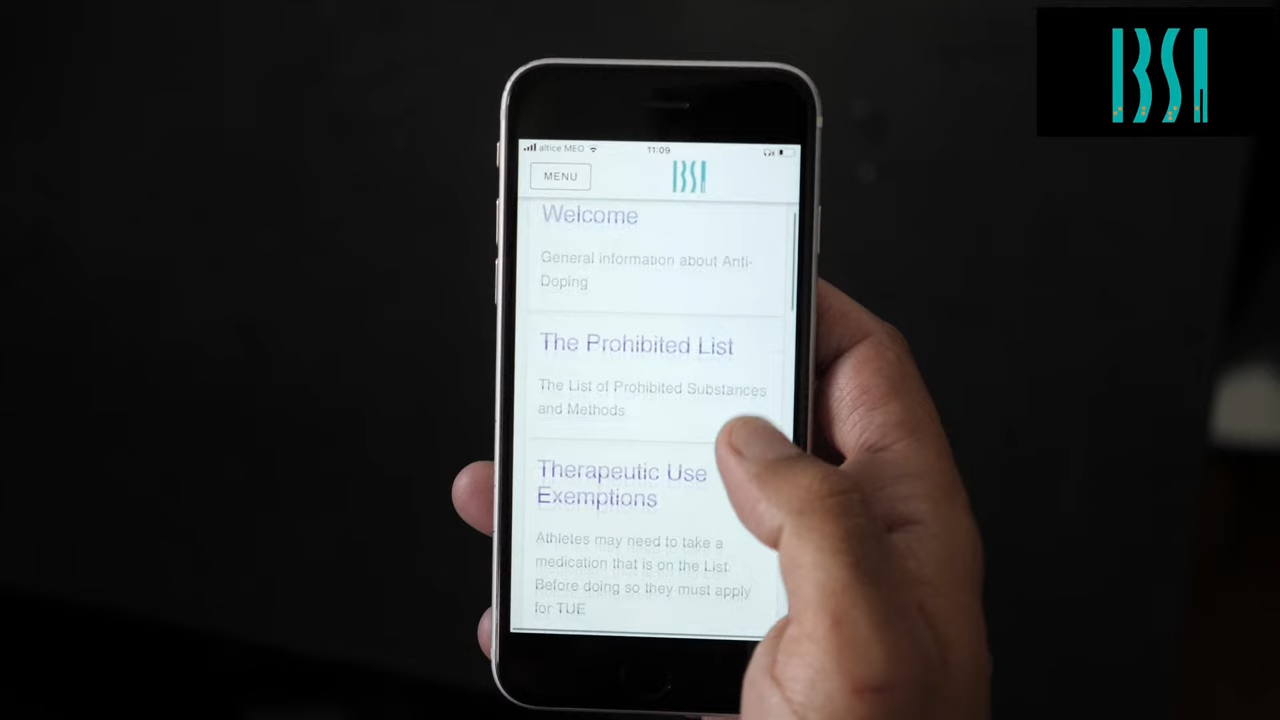 IBSA
altice MEO
11:09
MENU
IBSA
Welcome
General information about Anti-
Doping
The Prohibited List
The List of Prohibited Substances
and Methods
Therapeutic Use
Exemptions
Athletes may need to take a
medication that is on the List.
Before doing so they must apply
for TUE